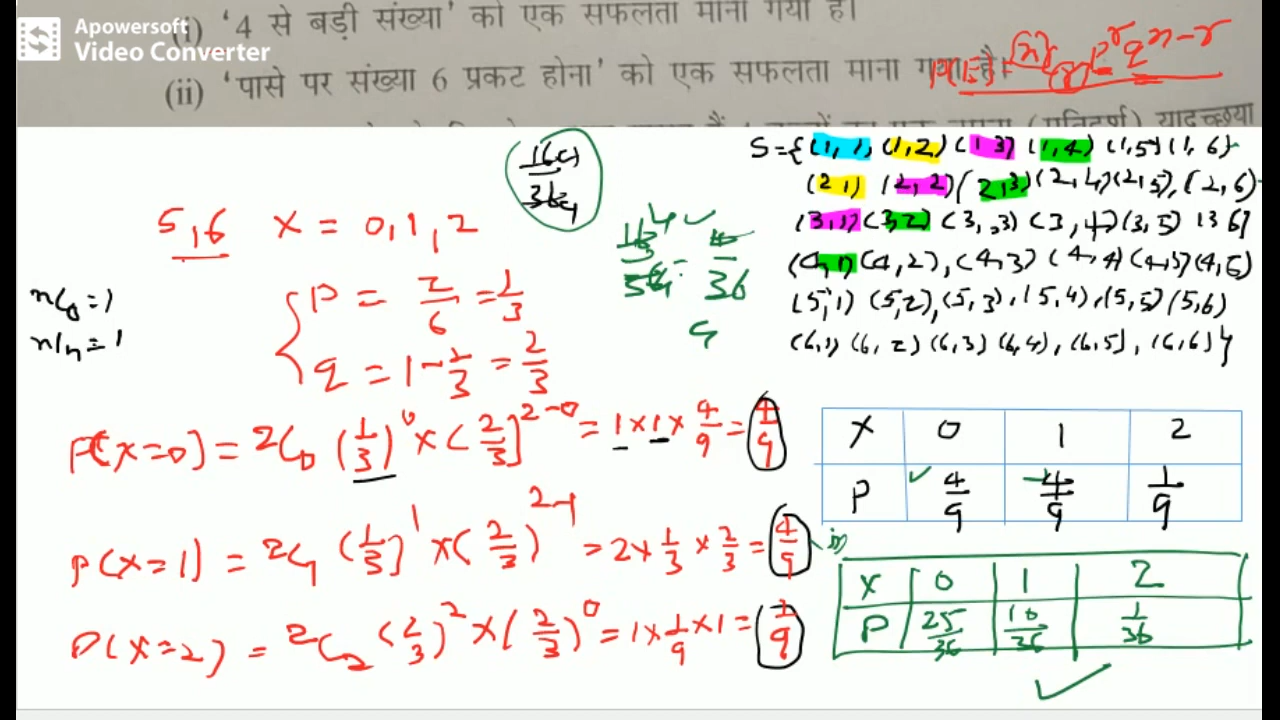 Apowersoft
Video Converter
(i) '4 से बड़ी संख्या' को एक सफलता माना गया है।
(ii) 'पासे पर संख्या 6 प्रकट होना' को एक सफलता माना गया है।
S={(1,1), (1,2) (1 3) (1,4) (1,5) (1,6)
(2 1) (2,2) (2,3) (2,4) (2,5), (2,6)
(3,1) (3,2) (3,3) (3,4) (3,5) (3 6)
(4,1) (4,2), (4,3) (4,4) (4,5) (4,6)
(5,1) (5,2), (5,3), (5,4), (5,5) (5,6)
(6,1) (6,2) (6,3) (6,4), (6,5), (6,6)}
5,6 X = 0,1,2
nC0 = 1
nCn = 1
P = 2/6 = 1/3
q = 1-1/3 = 2/3
P(X=0) = 2C0 (1/3)^0 × (2/3)^2-0 = 1×1×4/9 = 4/9
P(X=1) = 2C1 (1/3)^1 × (2/3)^2-1 = 2×1/3×2/3 = 4/9
P(X=2) = 2C2 (1/3)^2 × (2/3)^0 = 1×1/9×1 = 1/9
X 0 1 2
P 4/9 4/9 1/9
ii)
X 0 1 2
P 25/36 10/36 1/36